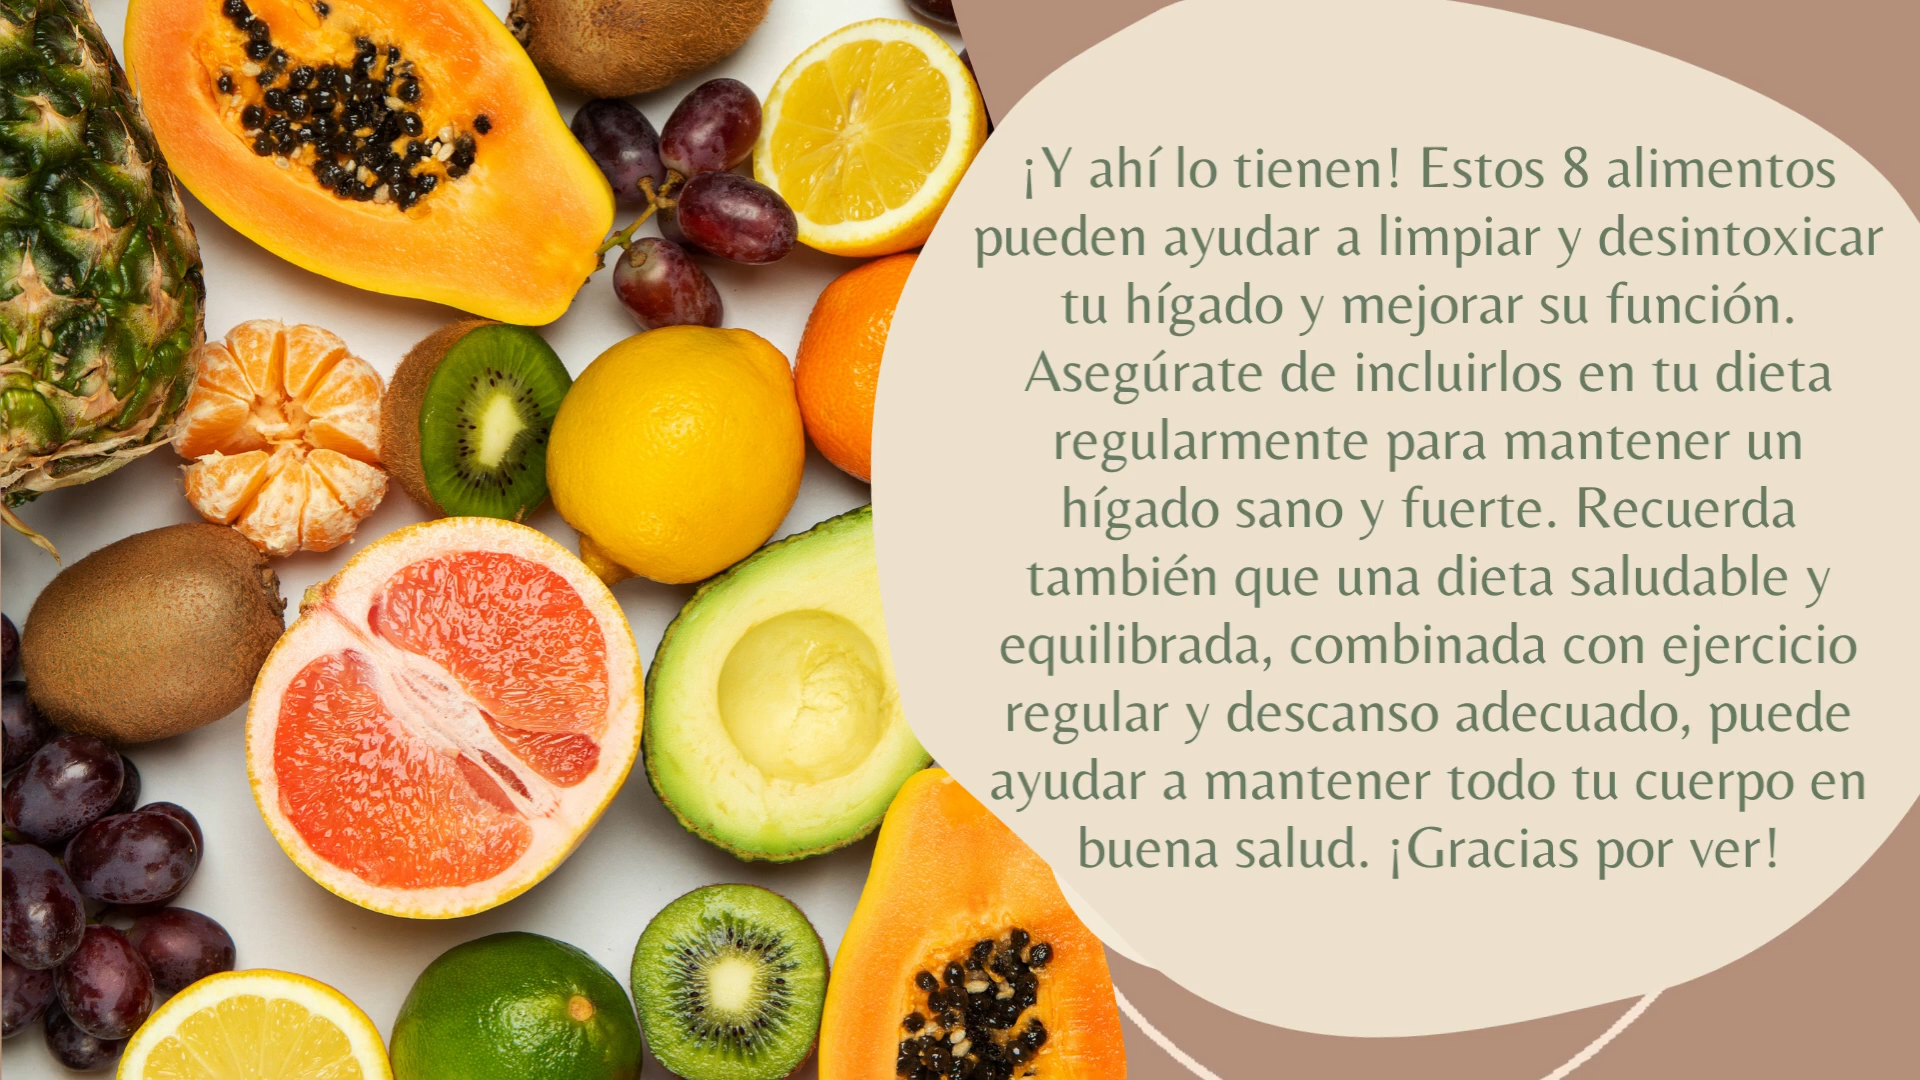 ¡Y ahí lo tienen! Estos 8 alimentos
pueden ayudar a limpiar y desintoxicar
tu hígado y mejorar su función.
Asegúrate de incluirlos en tu dieta
regularmente para mantener un
hígado sano y fuerte. Recuerda
también que una dieta saludable y
equilibrada, combinada con ejercicio
regular y descanso adecuado, puede
ayudar a mantener todo tu cuerpo en
buena salud. ¡Gracias por ver!